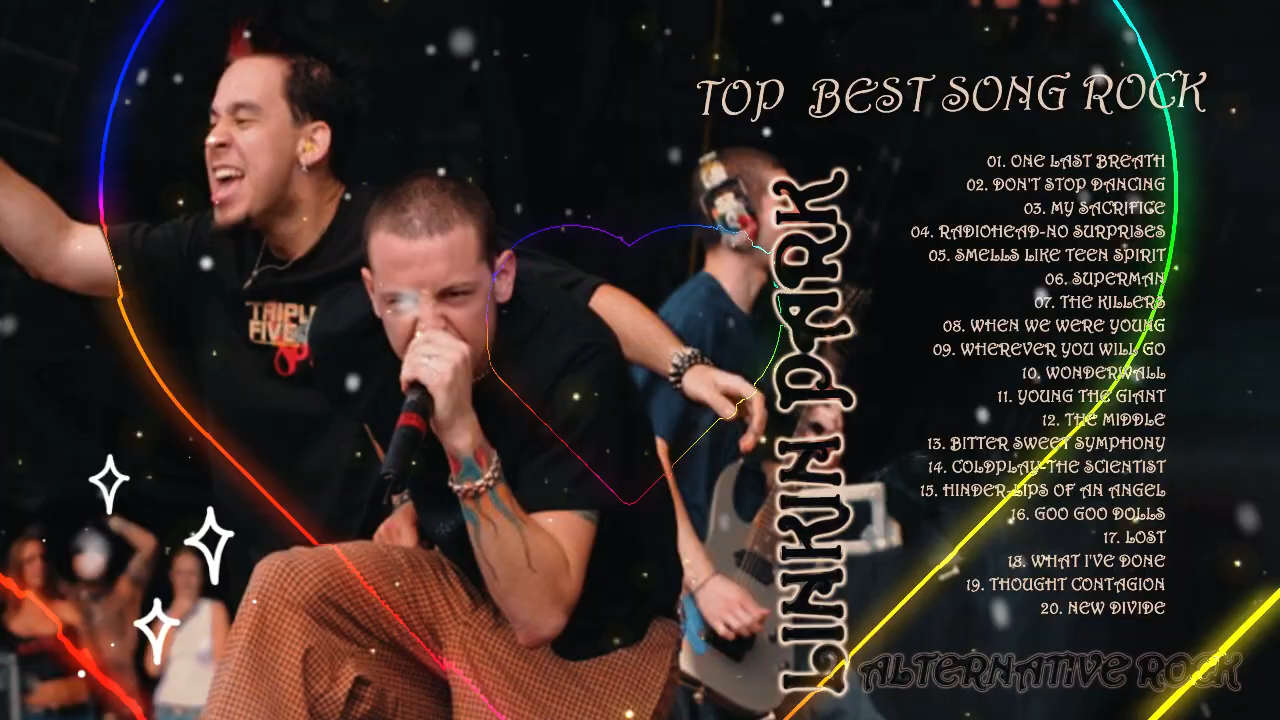 TOP BEST SONG ROCK
01. ONE LAST BREATH
02. DON'T STOP DANCING
03. MY SACRIFICE
04. RADIOHEAD-NO SURPRISES
05. SMELLS LIKE TEEN SPIRIT
06. SUPERMAN
07. THE KILLERS
08. WHEN WE WERE YOUNG
09. WHEREVER YOU WILL GO
10. WONDERWALL
11. YOUNG THE GIANT
12. THE MIDDLE
13. BITTER SWEET SYMPHONY
14. COLDPLAY-THE SCIENTIST
15. HINDER-LIPS OF AN ANGEL
16. GOO GOO DOLLS
17. LOST
18. WHAT I'VE DONE
19. THOUGHT CONTAGION
20. NEW DIVIDE
LINKIN PARK
ALTERNATIVE ROCK
TRIPLE
FIVE